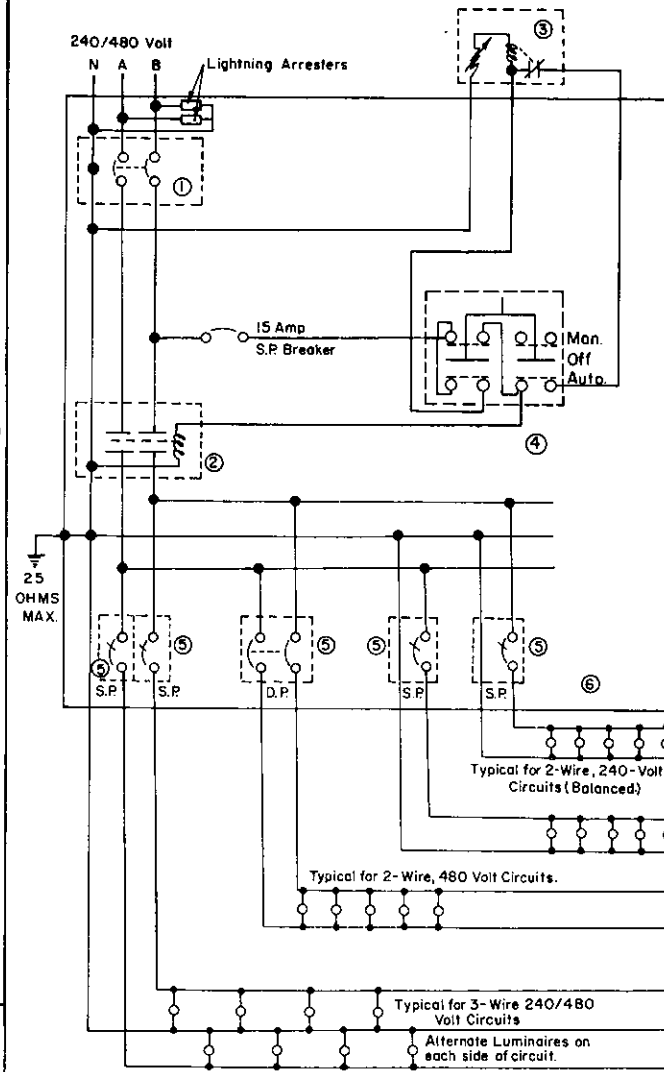 240/480 Volt
N A B
Lightning Arresters
③
①
15 Amp
S.P. Breaker
Man.
Off
Auto.
④
②
25
OHMS
MAX.
⑤ ⑤ ⑤ ⑤ ⑤
S.P. S.P. D.P. S.P. S.P.
⑥
Typical for 2-Wire, 240-Volt
Circuits (Balanced.)
Typical for 2-Wire, 480 Volt Circuits.
Typical for 3-Wire 240/480
Volt Circuits
Alternate Luminaires on
each side of circuit.